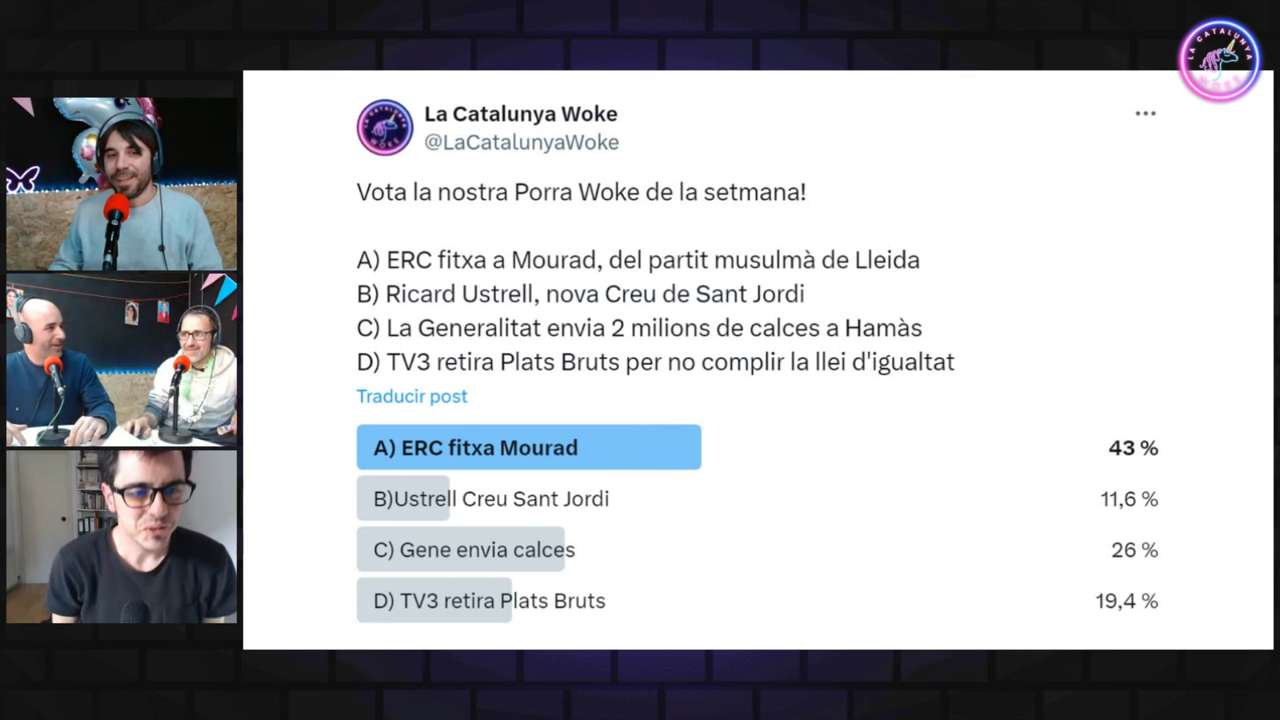 LA CATALUNYA
WOKE
La Catalunya Woke
@LaCatalunyaWoke
Vota la nostra Porra Woke de la setmana!
A) ERC fitxa a Mourad, del partit musulmà de Lleida
B) Ricard Ustrell, nova Creu de Sant Jordi
C) La Generalitat envia 2 milions de calces a Hamàs
D) TV3 retira Plats Bruts per no complir la llei d'igualtat
Traducir post
A) ERC fitxa Mourad 43 %
B)Ustrell Creu Sant Jordi 11,6 %
C) Gene envia calces 26 %
D) TV3 retira Plats Bruts 19,4 %